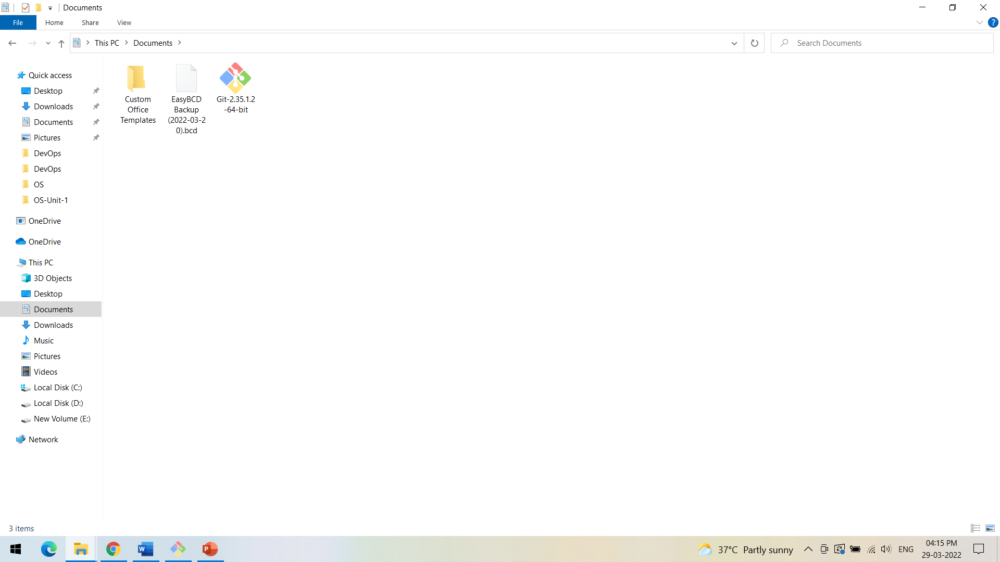 Documents
File
Home
Share
View
?
This PC
Documents
Search Documents
Quick access
Desktop
Downloads
Documents
Pictures
DevOps
DevOps
OS
OS-Unit-1
OneDrive
OneDrive
This PC
3D Objects
Desktop
Documents
Downloads
Music
Pictures
Videos
Local Disk (C:)
Local Disk (D:)
New Volume (E:)
Network
Custom
Office
Templates
EasyBCD
Backup
(2022-03-2
0).bcd
Git-2.35.1.2
-64-bit
3 items
W
P
37°C Partly sunny
ENG
04:15 PM
29-03-2022